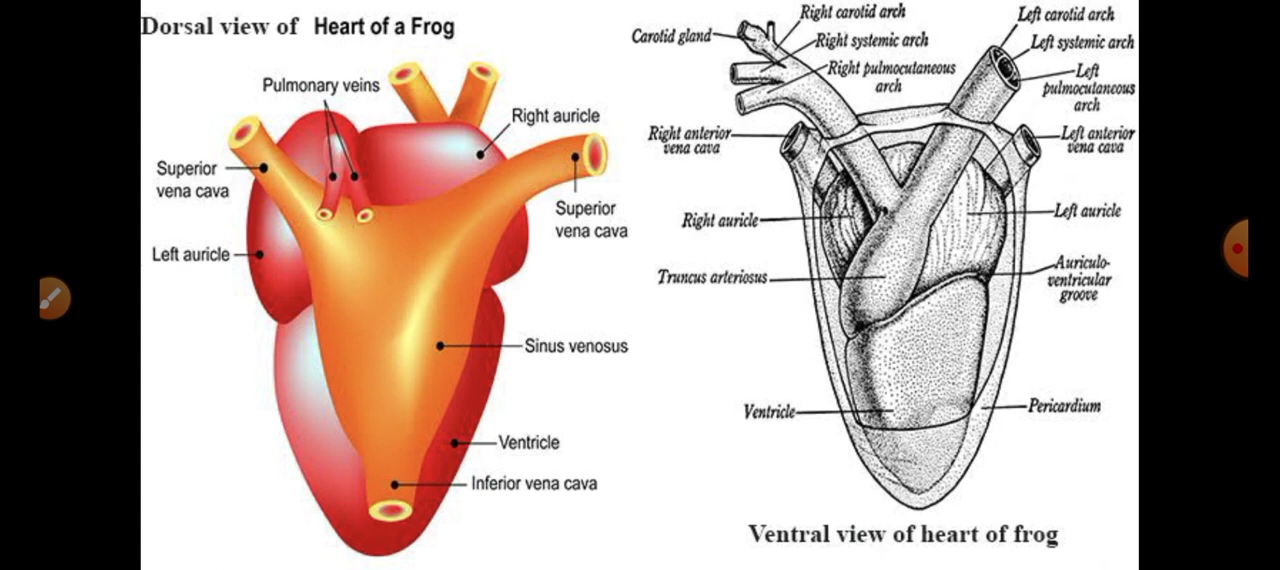 Dorsal view of Heart of a Frog
Pulmonary veins
Right auricle
Superior
vena cava
Superior
vena cava
Left auricle
Sinus venosus
Ventricle
Inferior vena cava
Right carotid arch
Left carotid arch
Carotid gland
Right systemic arch
Left systemic arch
Right pulmocutaneous
arch
Left
pulmocutaneous
arch
Right anterior
vena cava
Left anterior
vena cava
Right auricle
Left auricle
Truncus arteriosus
Auriculo-
ventricular
groove
Ventricle
Pericardium
Ventral view of heart of frog